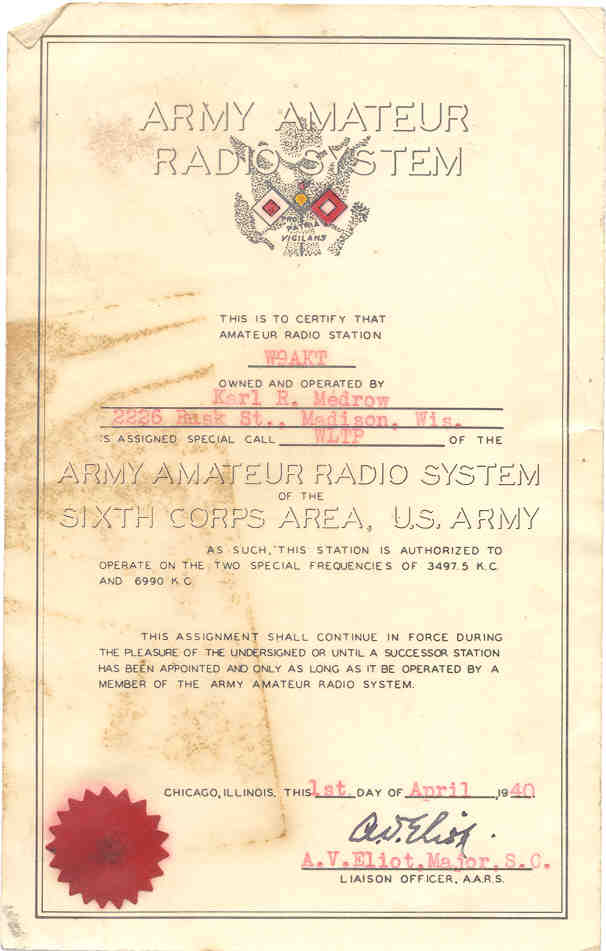 ARMY AMATEUR
RADIO SYSTEM
PRO
PATRIA
VIGILANS
THIS IS TO CERTIFY THAT
AMATEUR RADIO STATION
W9AKT
OWNED AND OPERATED BY
Karl R. Medrow
2226 Rusk St., Madison, Wis.
IS ASSIGNED SPECIAL CALL WLTP OF THE
ARMY AMATEUR RADIO SYSTEM
OF THE
SIXTH CORPS AREA, U.S. ARMY
AS SUCH, THIS STATION IS AUTHORIZED TO
OPERATE ON THE TWO SPECIAL FREQUENCIES OF 3497.5 K.C.
AND 6990 K.C.
THIS ASSIGNMENT SHALL CONTINUE IN FORCE DURING
THE PLEASURE OF THE UNDERSIGNED OR UNTIL A SUCCESSOR STATION
HAS BEEN APPOINTED AND ONLY AS LONG AS IT BE OPERATED BY A
MEMBER OF THE ARMY AMATEUR RADIO SYSTEM.
CHICAGO, ILLINOIS, THIS 1st. DAY OF April, 1940
A.V. Eliot.
A.V.Eliot,Major,S.C.
LIAISON OFFICER, A.A.R.S.